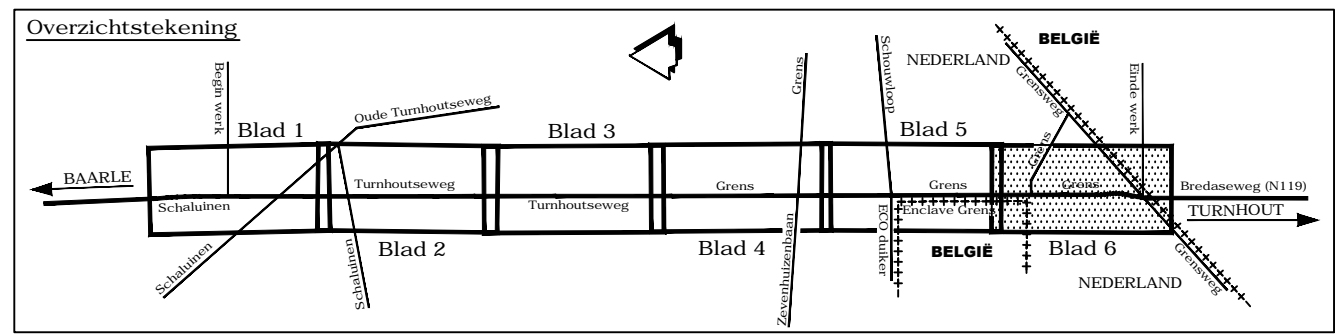 Overzichtstekening
BELGIË
NEDERLAND
Grensweg
Einde werk
Schouwloop
Grens
Begin werk
Oude Turnhoutseweg
Blad 1
Blad 3
Blad 5
Grens
BAARLE
Schaluinen
Turnhoutseweg
Turnhoutseweg
Grens
Grens
Grens
Bredaseweg (N119)
TURNHOUT
Enclave Grens
ECO duiker
Schaluinen
Schaluinen
Blad 2
Blad 4
Zevenhuizenbaan
BELGIË
Blad 6
NEDERLAND
Grensweg